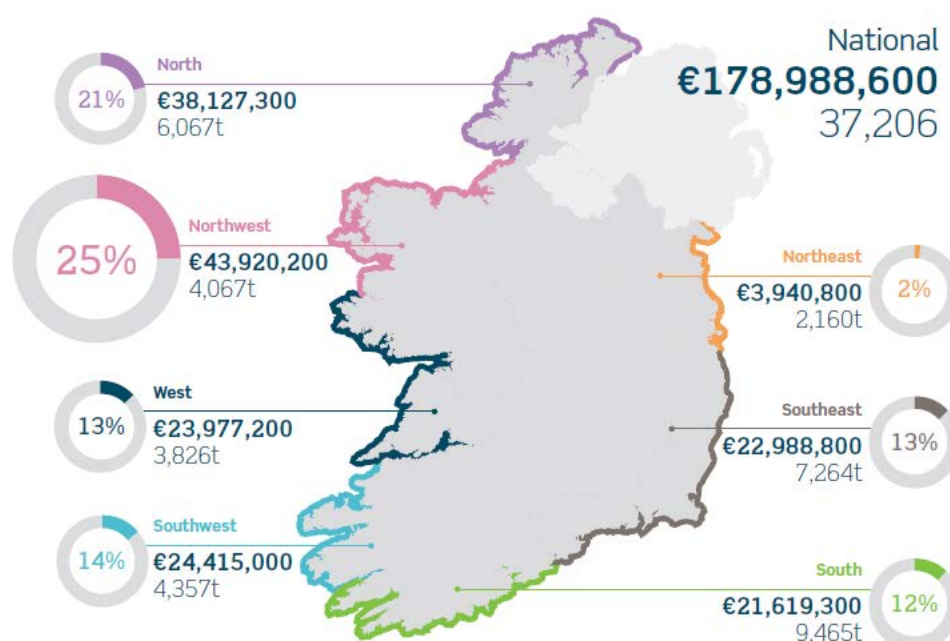 National
€178,988,600
37,206
21%
North
€38,127,300
6,067t
25%
Northwest
€43,920,200
4,067t
Northeast
€3,940,800
2,160t
2%
13%
West
€23,977,200
3,826t
Southeast
€22,988,800
7,264t
13%
14%
Southwest
€24,415,000
4,357t
South
€21,619,300
9,465t
12%